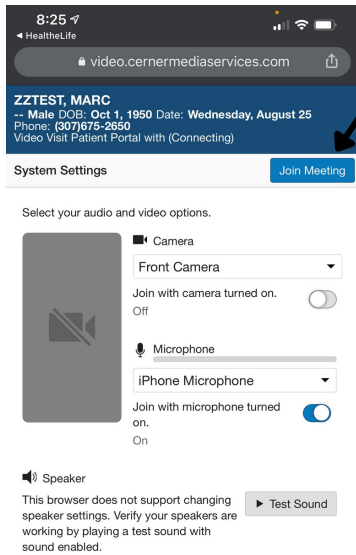 8:25
HealtheLife
video.cernermediaservices.com
ZZTEST, MARC
-- Male DOB: Oct 1, 1950 Date: Wednesday, August 25
Phone: (307)675-2650
Video Visit Patient Portal with (Connecting)
System Settings
Join Meeting
Select your audio and video options.
Camera
Front Camera
Join with camera turned on.
Off
Microphone
iPhone Microphone
Join with microphone turned
on.
On
Speaker
This browser does not support changing
speaker settings. Verify your speakers are
working by playing a test sound with
sound enabled.
Test Sound